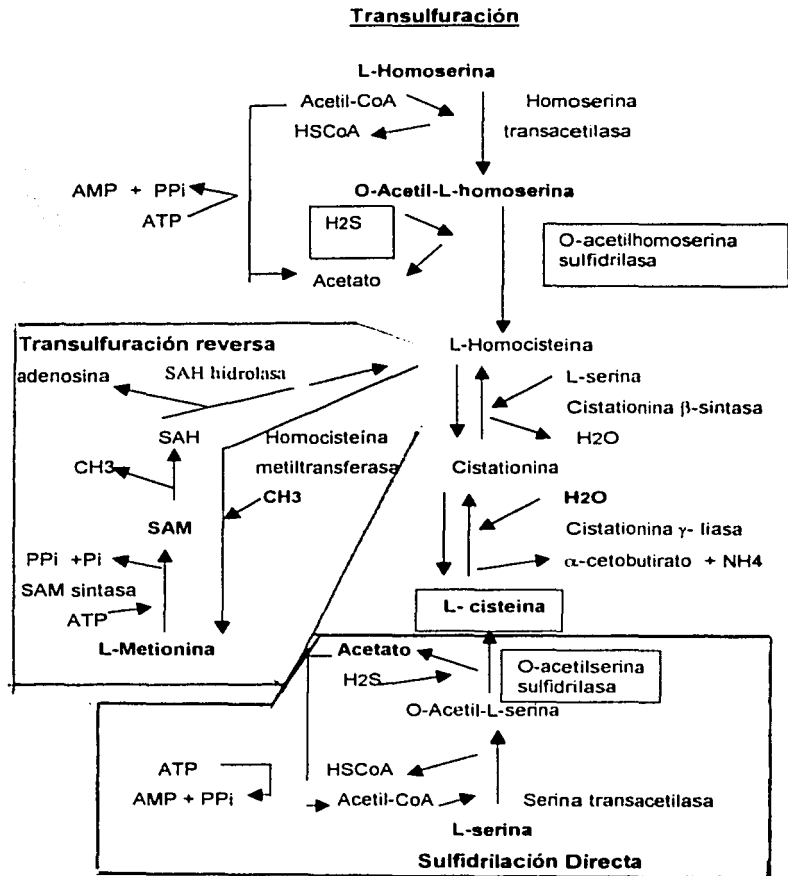 Transulfuración
L-Homoserina
Acetil-CoA
Homoserina
HSCoA
transacetilasa
AMP + PPi
O-Acetil-L-homoserina
ATP
H2S
O-acetilhomoserina
sulfidrilasa
Acetato
Transulfuración reversa
L-Homocisteína
adenosina
SAH hidrolasa
L-serina
Cistationina β-sintasa
SAH
Homocisteína
H2O
metiltransferasa
CH3
Cistationina
CH3
H2O
SAM
Cistationina γ- liasa
PPi +Pi
α-cetobutirato + NH4
SAM sintasa
L- cisteina
ATP
L-Metionina
Acetato
O-acetilserina
H2S
sulfidrilasa
O-Acetil-L-serina
ATP
HSCoA
AMP + PPi
Acetil-CoA
Serina transacetilasa
L-serina
Sulfidrilación Directa